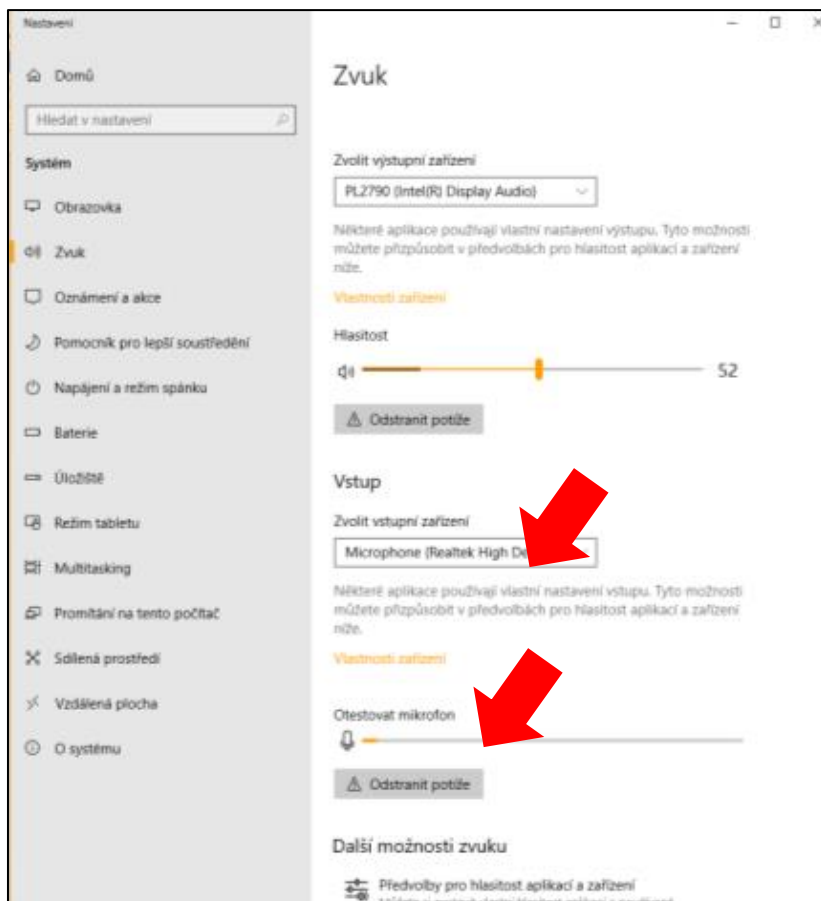 Nastavení
Domů
Hledat v nastavení
Systém
Obrazovka
Zvuk
Oznámení a akce
Pomocník pro lepší soustředění
Napájení a režim spánku
Baterie
Úložiště
Režim tabletu
Multitasking
Promítání na tento počítač
Sdílená prostředí
Vzdálená plocha
O systému
Zvuk
Zvolit výstupní zařízení
PL2790 (Intel(R) Display Audio)
Některé aplikace používají vlastní nastavení výstupu. Tyto možnosti
můžete přizpůsobit v předvolbách pro hlasitost aplikací a zařízení
níže.
Vlastnosti zařízení
Hlasitost
52
Odstranit potíže
Vstup
Zvolit vstupní zařízení
Microphone (Realtek High
Některé aplikace používají vlastní nastavení vstupu. Tyto možnosti
můžete přizpůsobit v předvolbách pro hlasitost aplikací a zařízení
níže.
Vlastnosti zařízení
Otestovat mikrofon
Odstranit potíže
Další možnosti zvuku
Předvolby pro hlasitost aplikací a zařízení